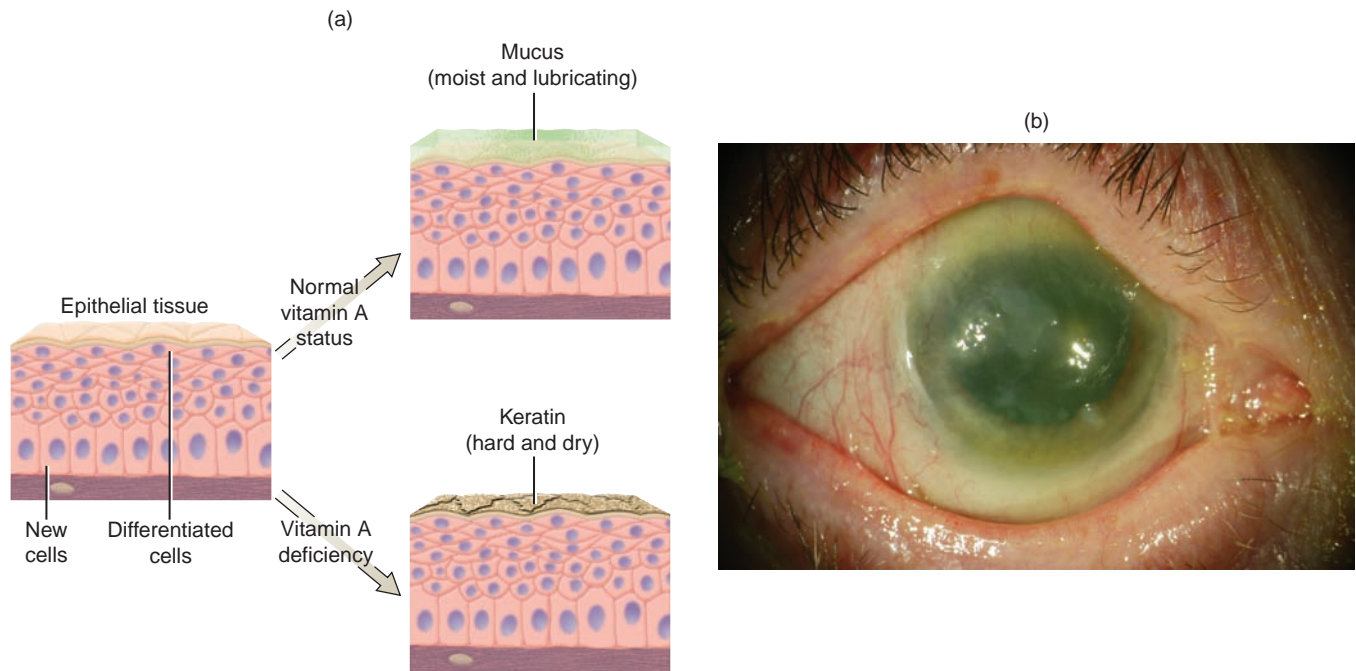 (a)
Mucus
(moist and lubricating)
(b)
Normal
vitamin A
status
Epithelial tissue
Keratin
(hard and dry)
New
cells
Differentiated
cells
Vitamin A
deficiency